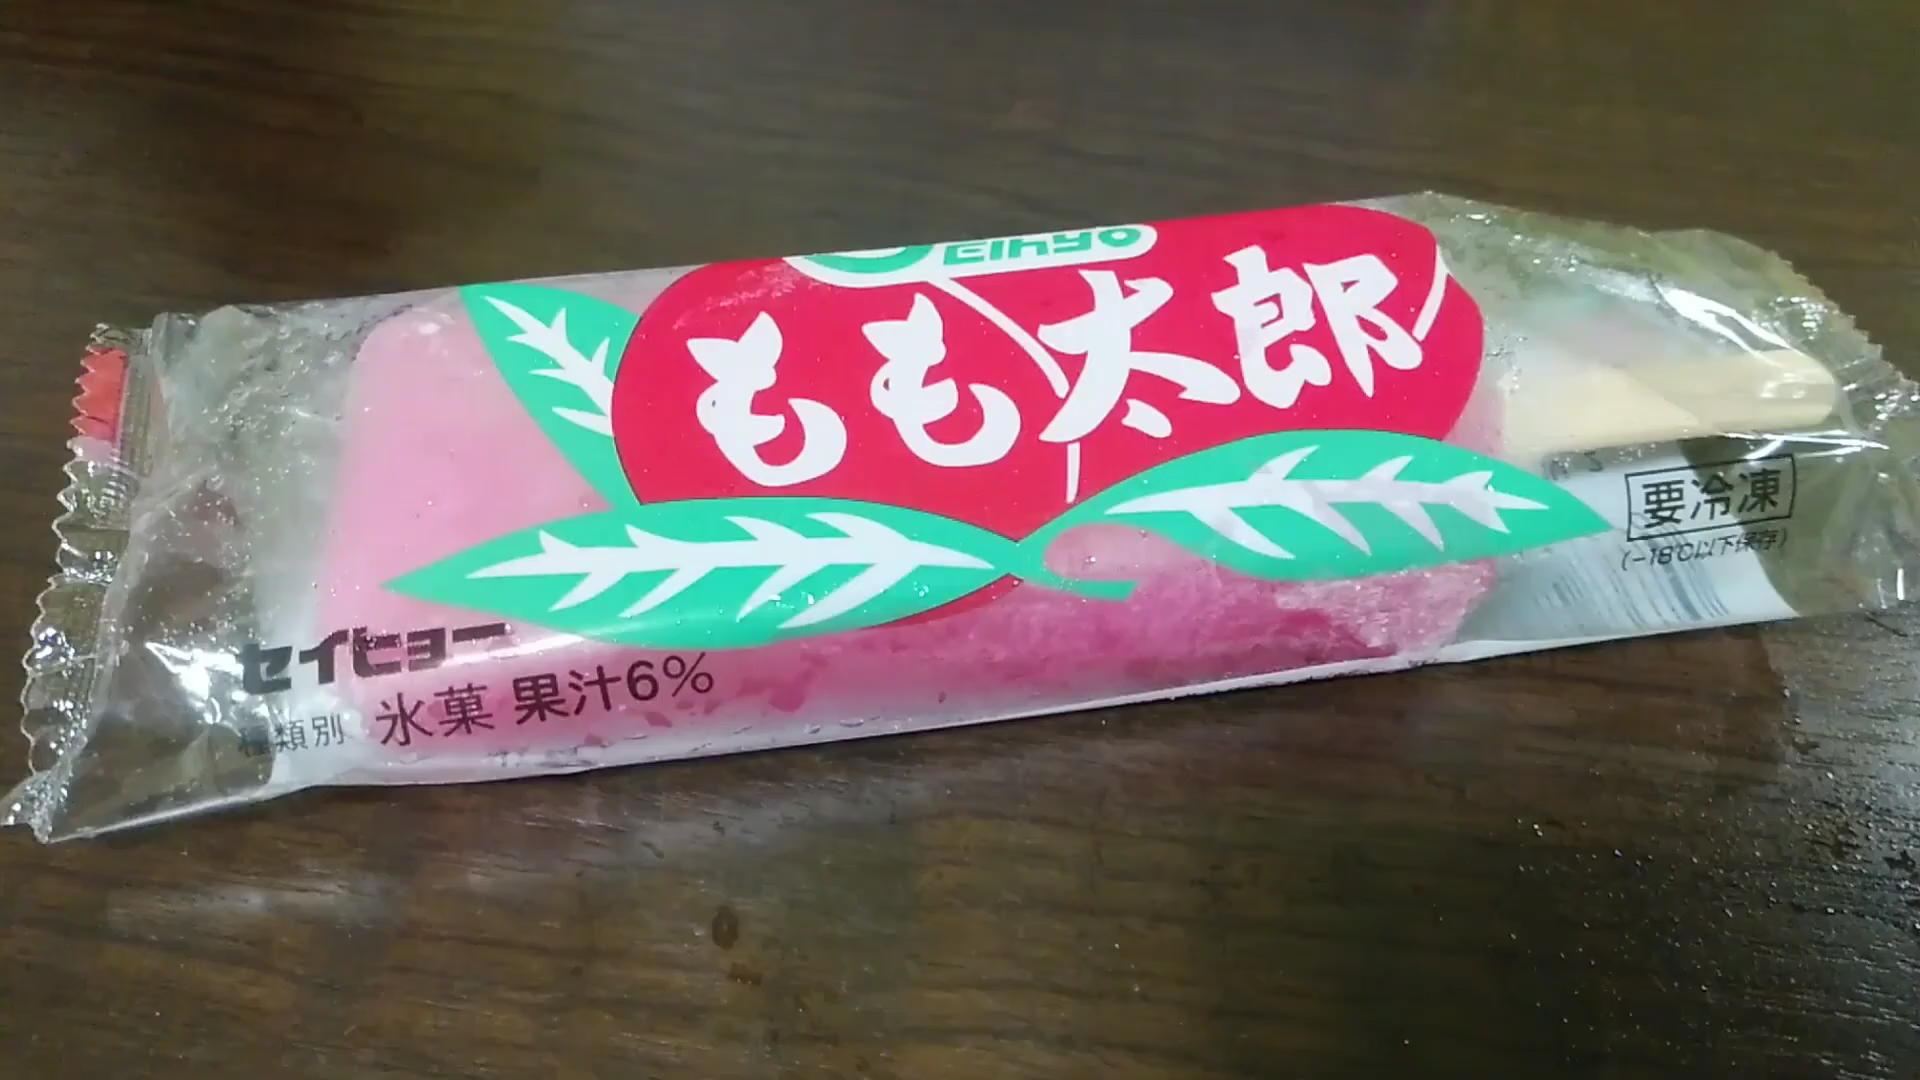 もも太郎
要冷凍
(-18℃以下保存)
セイヒョー
種類別 氷菓 果汁6%